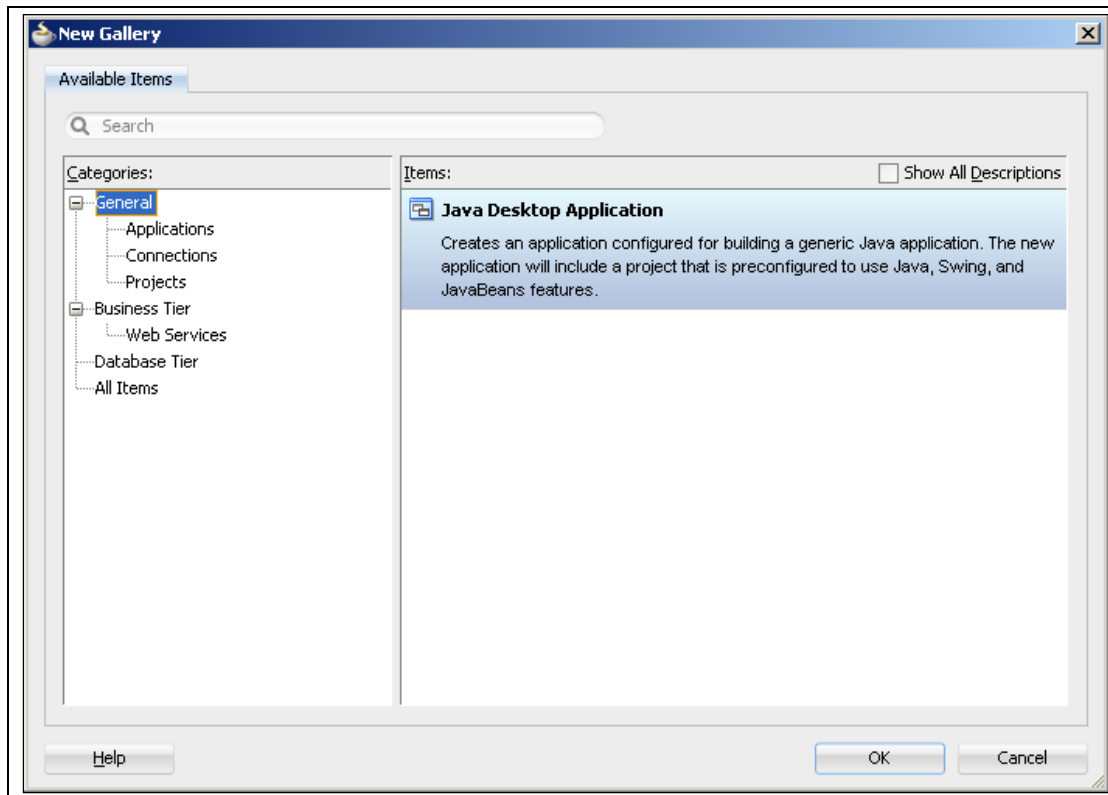 New Gallery
Available Items
Search
Categories:
General
Applications
Connections
Projects
Business Tier
Web Services
Database Tier
All Items
Items:
Show All Descriptions
Java Desktop Application
Creates an application configured for building a generic Java application. The new
application will include a project that is preconfigured to use Java, Swing, and
JavaBeans features.
Help
OK
Cancel